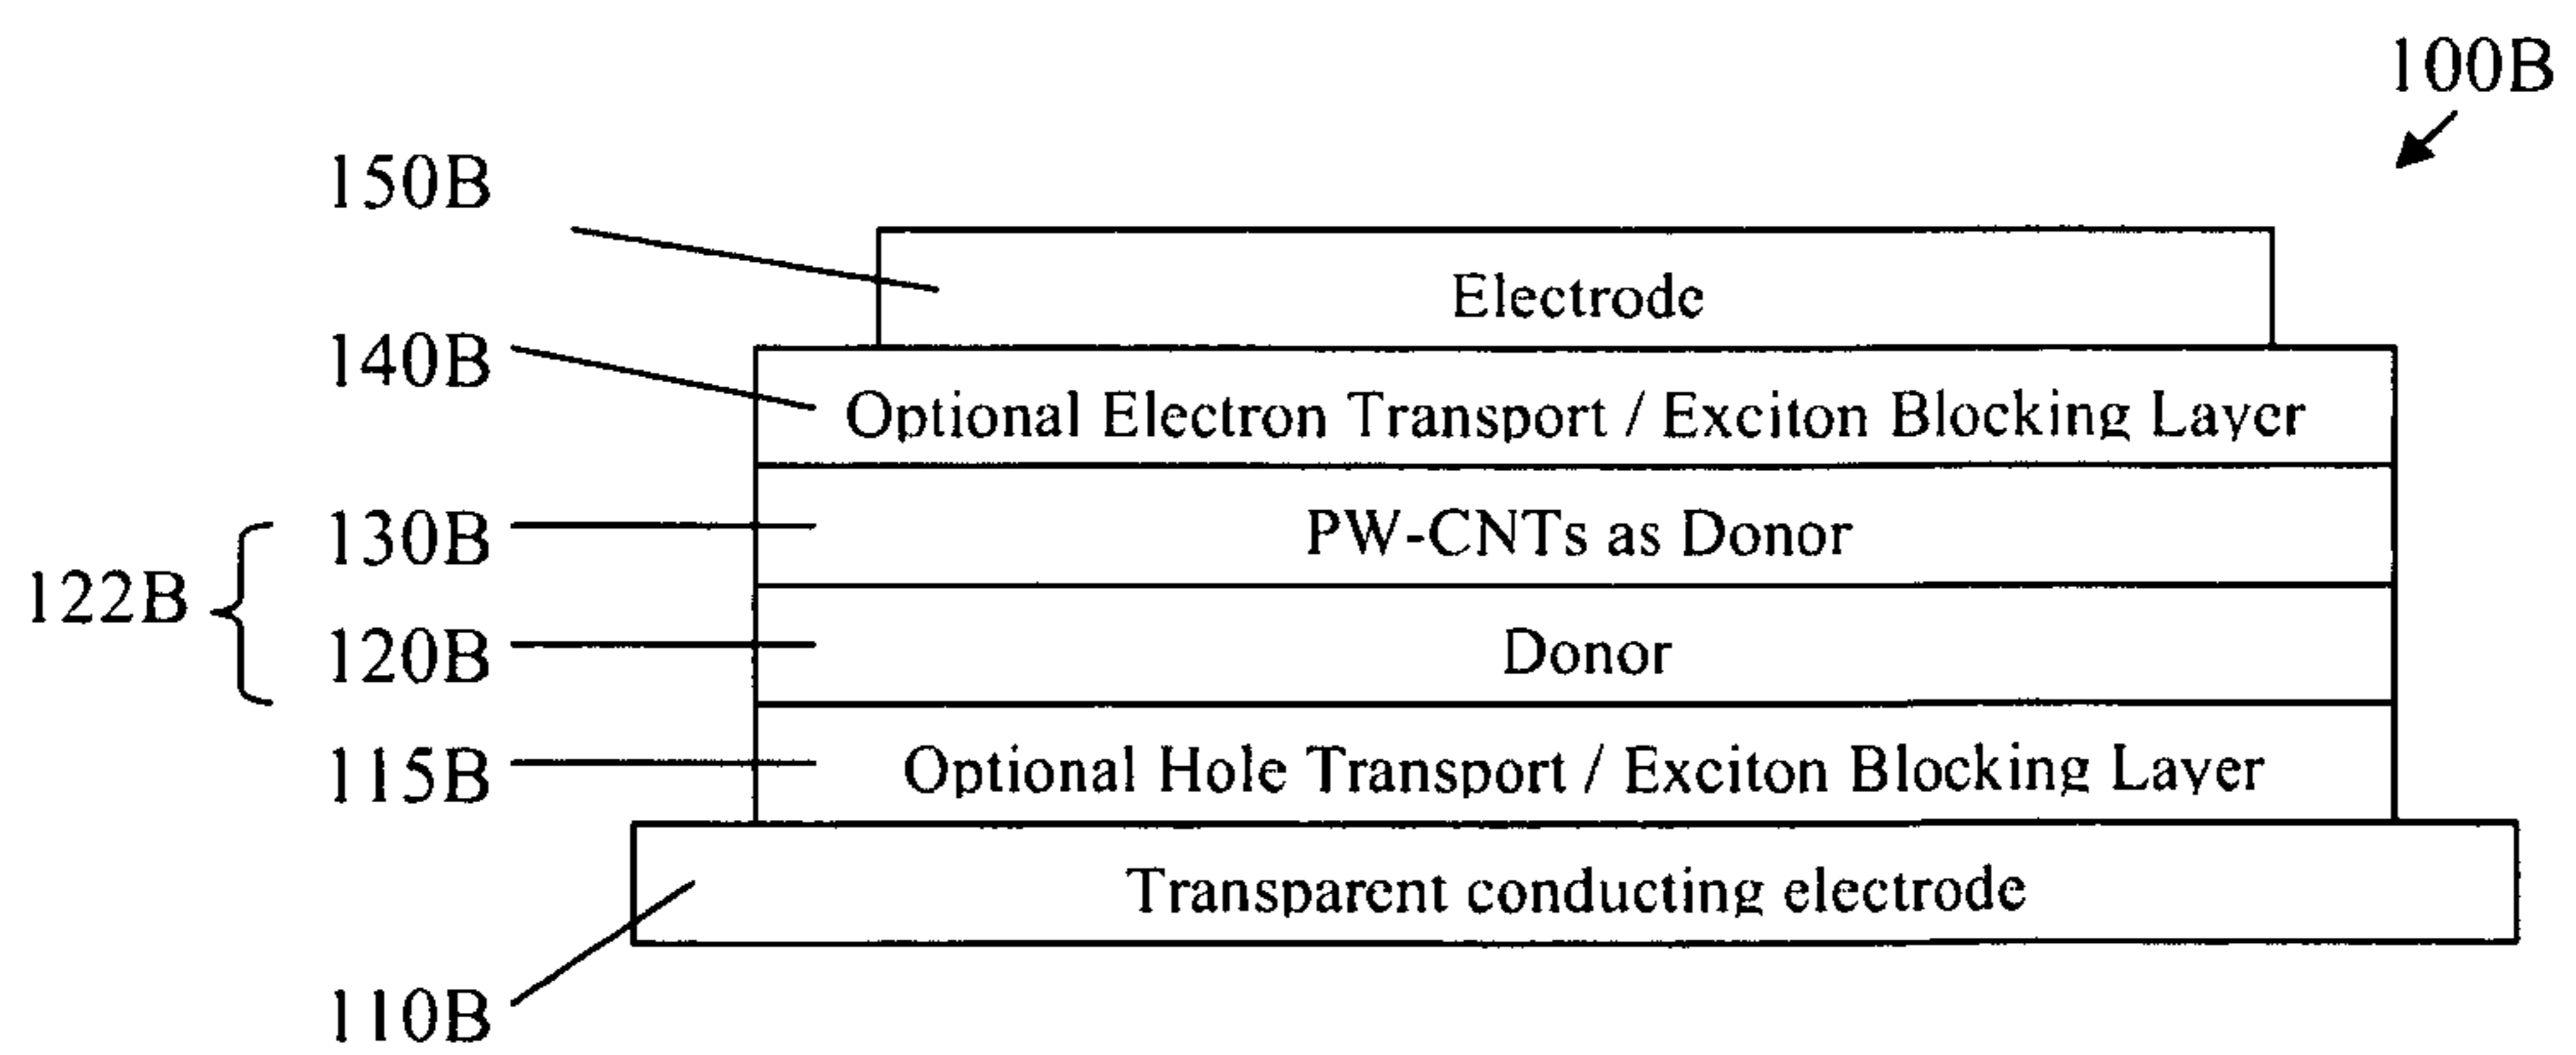 100B
150B
Electrode
140B
Optional Electron Transport / Exciton Blocking Layer
130B
PW-CNTs as Donor
122B
120B
Donor
115B
Optional Hole Transport / Exciton Blocking Layer
Transparent conducting electrode
110B